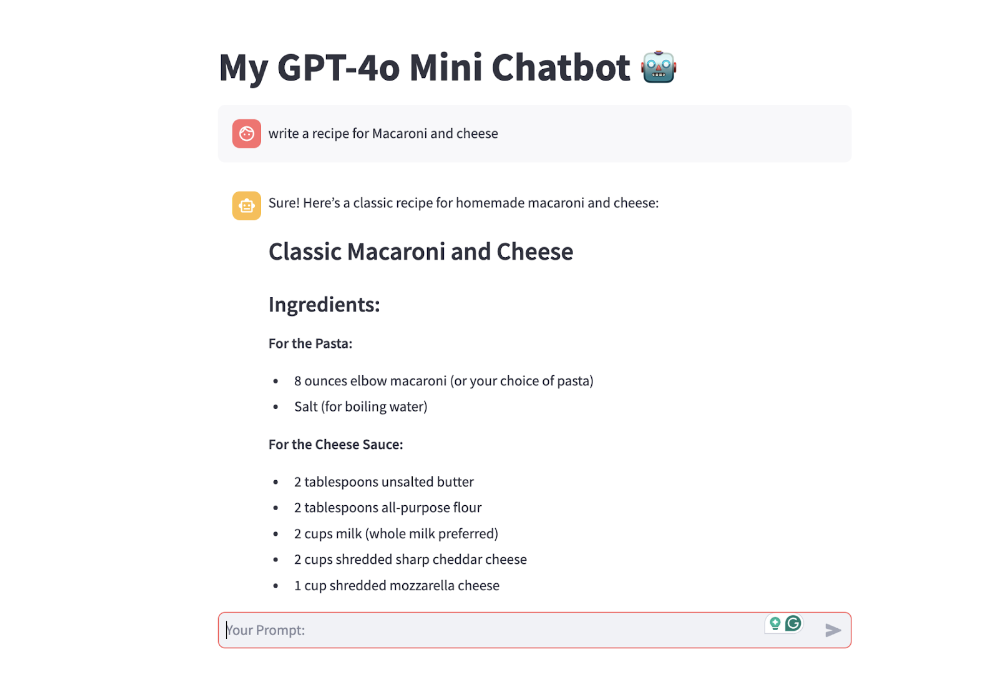 My GPT-4o Mini Chatbot 🤖
write a recipe for Macaroni and cheese
Sure! Here’s a classic recipe for homemade macaroni and cheese:
Classic Macaroni and Cheese
Ingredients:
For the Pasta:
• 8 ounces elbow macaroni (or your choice of pasta)
• Salt (for boiling water)
For the Cheese Sauce:
• 2 tablespoons unsalted butter
• 2 tablespoons all-purpose flour
• 2 cups milk (whole milk preferred)
• 2 cups shredded sharp cheddar cheese
• 1 cup shredded mozzarella cheese
Your Prompt: